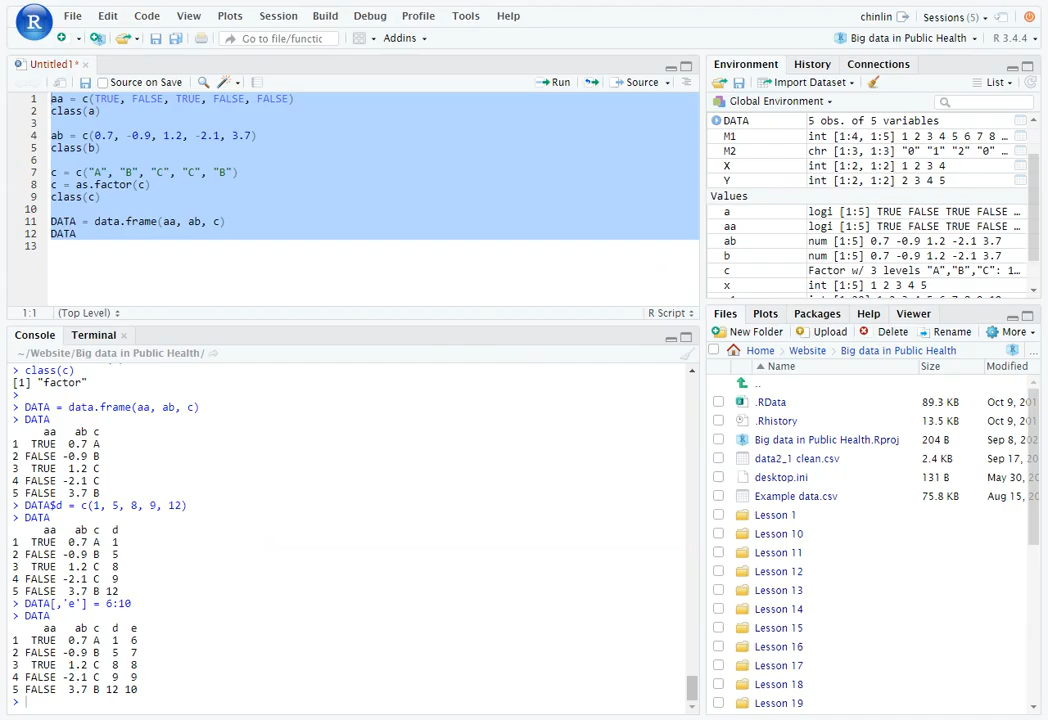 R File Edit Code View Plots Session Build Debug Profile Tools Help chinlin Sessions (5)
Go to file/functic Addins Big data in Public Health R 3.4.4
Untitled1* ×
Source on Save Run Source
1 aa = c(TRUE, FALSE, TRUE, FALSE, FALSE)
2 class(a)
3
4 ab = c(0.7, -0.9, 1.2, -2.1, 3.7)
5 class(b)
6
7 c = c("A", "B", "C", "C", "B")
8 c = as.factor(c)
9 class(c)
10
11 DATA = data.frame(aa, ab, c)
12 DATA
13
1:1 (Top Level) R Script
Console Terminal ×
~/Website/Big data in Public Health/
> class(c)
[1] "factor"
>
> DATA = data.frame(aa, ab, c)
> DATA
aa ab c
1 TRUE 0.7 A
2 FALSE -0.9 B
3 TRUE 1.2 C
4 FALSE -2.1 C
5 FALSE 3.7 B
> DATA$d = c(1, 5, 8, 9, 12)
> DATA
aa ab c d
1 TRUE 0.7 A 1
2 FALSE -0.9 B 5
3 TRUE 1.2 C 8
4 FALSE -2.1 C 9
5 FALSE 3.7 B 12
> DATA[,'e'] = 6:10
> DATA
aa ab c d e
1 TRUE 0.7 A 1 6
2 FALSE -0.9 B 5 7
3 TRUE 1.2 C 8 8
4 FALSE -2.1 C 9 9
5 FALSE 3.7 B 12 10
>
Environment History Connections
Import Dataset List
Global Environment
DATA 5 obs. of 5 variables
M1 int [1:4, 1:5] 1 2 3 4 5 6 7 8 …
M2 chr [1:3, 1:3] "0" "1" "2" "0" …
X int [1:2, 1:2] 1 2 3 4
Y int [1:2, 1:2] 2 3 4 5
Values
a logi [1:5] TRUE FALSE TRUE FALSE …
aa logi [1:5] TRUE FALSE TRUE FALSE …
ab num [1:5] 0.7 -0.9 1.2 -2.1 3.7
b num [1:5] 0.7 -0.9 1.2 -2.1 3.7
c Factor w/ 3 levels "A","B","C": 1…
x int [1:5] 1 2 3 4 5
Files Plots Packages Help Viewer
New Folder Upload Delete Rename More
Home Website Big data in Public Health …
Name Size Modified
..
.RData 89.3 KB Oct 9, 201
.Rhistory 13.5 KB Oct 9, 201
Big data in Public Health.Rproj 204 B Sep 8, 202
data2_1 clean.csv 2.4 KB Sep 17,
desktop.ini 131 B May 30,
Example data.csv 75.8 KB Aug 15,
Lesson 1
Lesson 10
Lesson 11
Lesson 12
Lesson 13
Lesson 14
Lesson 15
Lesson 16
Lesson 17
Lesson 18
Lesson 19